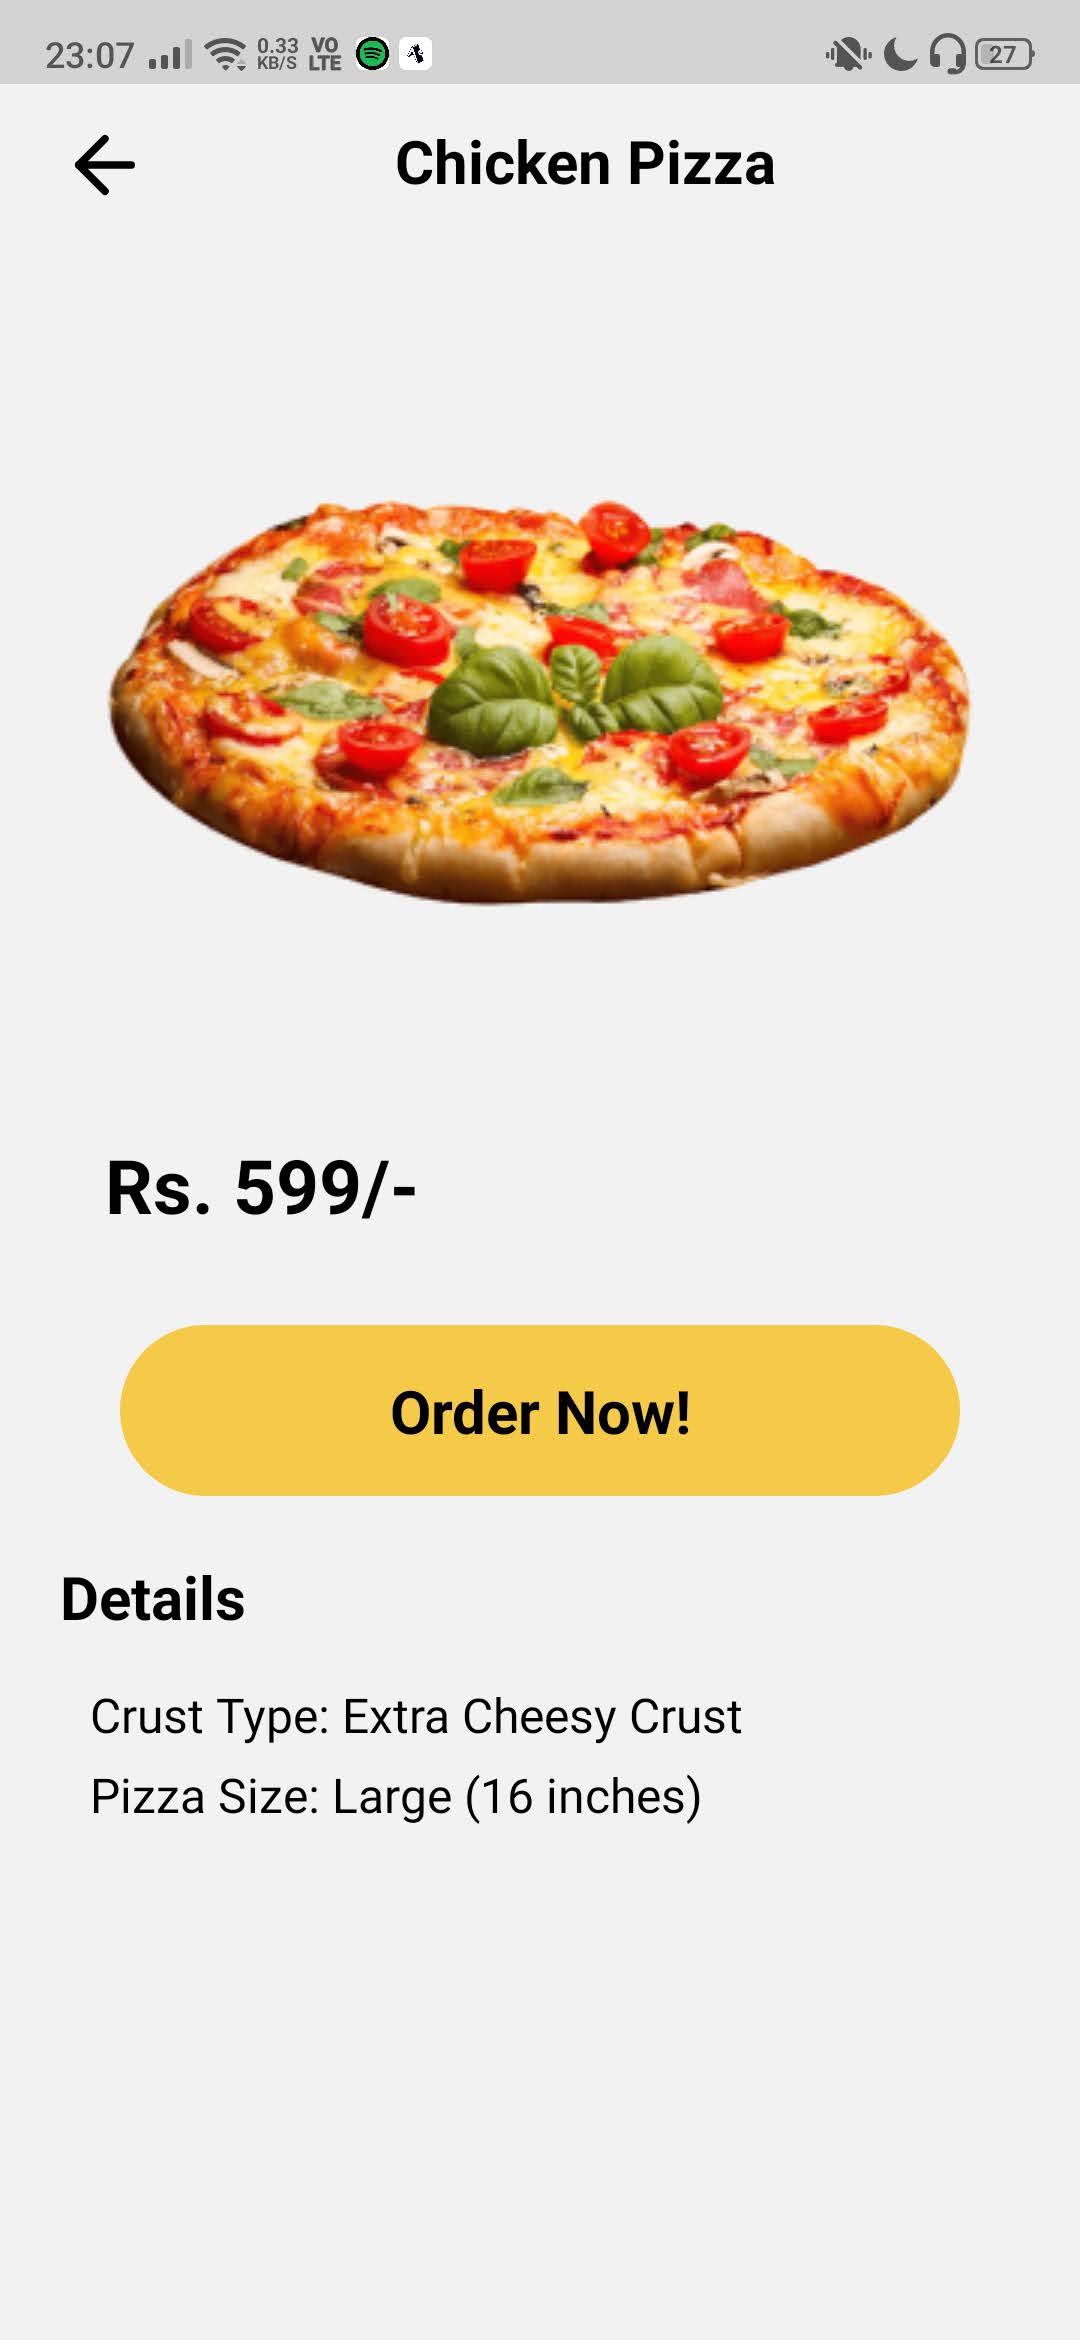 23:07 0.33 KB/S VO LTE 27
Chicken Pizza
Rs. 599/-
Order Now!
Details
Crust Type: Extra Cheesy Crust
Pizza Size: Large (16 inches)